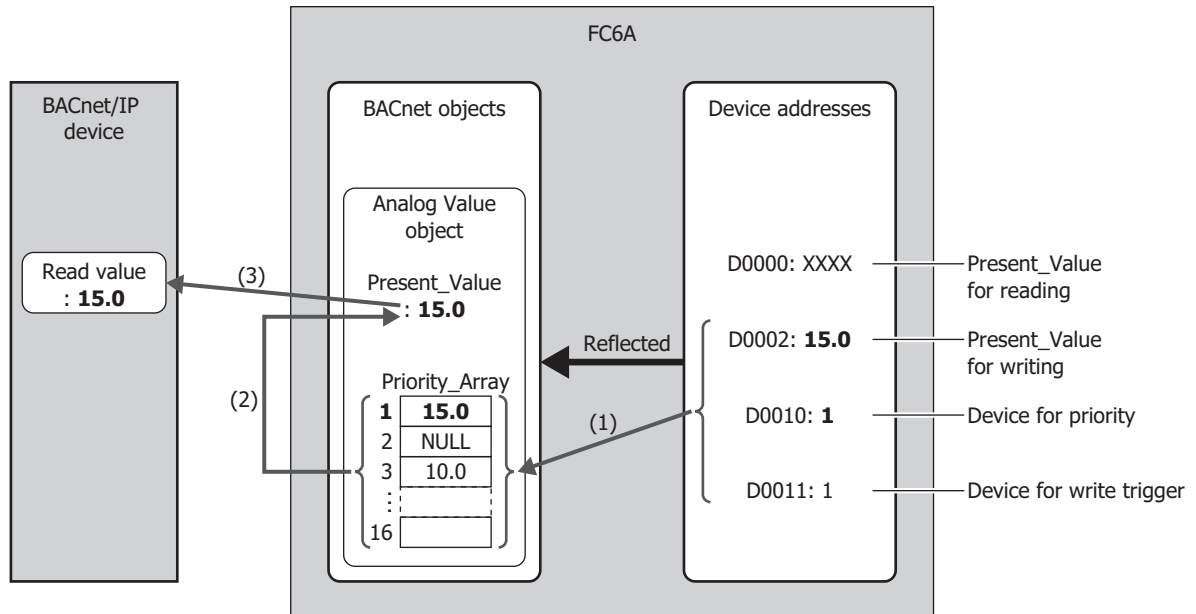 FC6A
BACnet/IP
device
Read value
: 15.0
(3)
(2)
BACnet objects
Analog Value
object
Present_Value
: 15.0
Priority_Array
1 15.0
2 NULL
3 10.0
⋮
16
Reflected
(1)
Device addresses
D0000: XXXX
Present_Value
for reading
D0002: 15.0
Present_Value
for writing
D0010: 1
Device for priority
D0011: 1
Device for write trigger